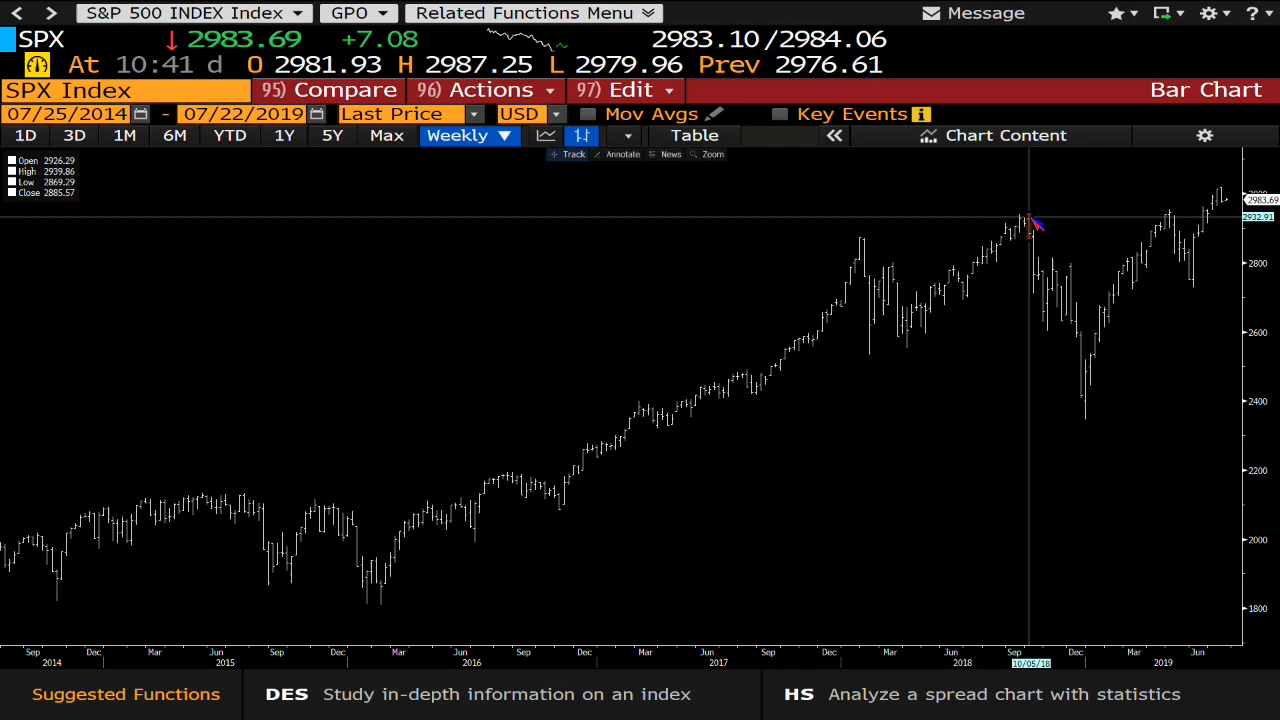 S&P 500 INDEX Index GPO Related Functions Menu Message ?
SPX 2983.69 +7.08 2983.10/2984.06
At 10:41 d O 2981.93 H 2987.25 L 2979.96 Prev 2976.61
SPX Index 95) Compare 96) Actions 97) Edit Bar Chart
07/25/2014 - 07/22/2019 Last Price USD Mov Avgs Key Events i
1D 3D 1M 6M YTD 1Y 5Y Max Weekly Table Chart Content
Track Annotate News Zoom
Open 2926.29
High 2939.86
Low 2869.29
Close 2885.57
2983.69
2932.91
2800
2600
2400
2200
2000
1800
Sep Dec Mar Jun Sep Dec Mar Jun Sep Dec Mar Jun Sep Dec Mar Jun Sep Dec Mar Jun
2014 2015 2016 2017 2018 10/05/18 2019
Suggested Functions DES Study in-depth information on an index HS Analyze a spread chart with statistics